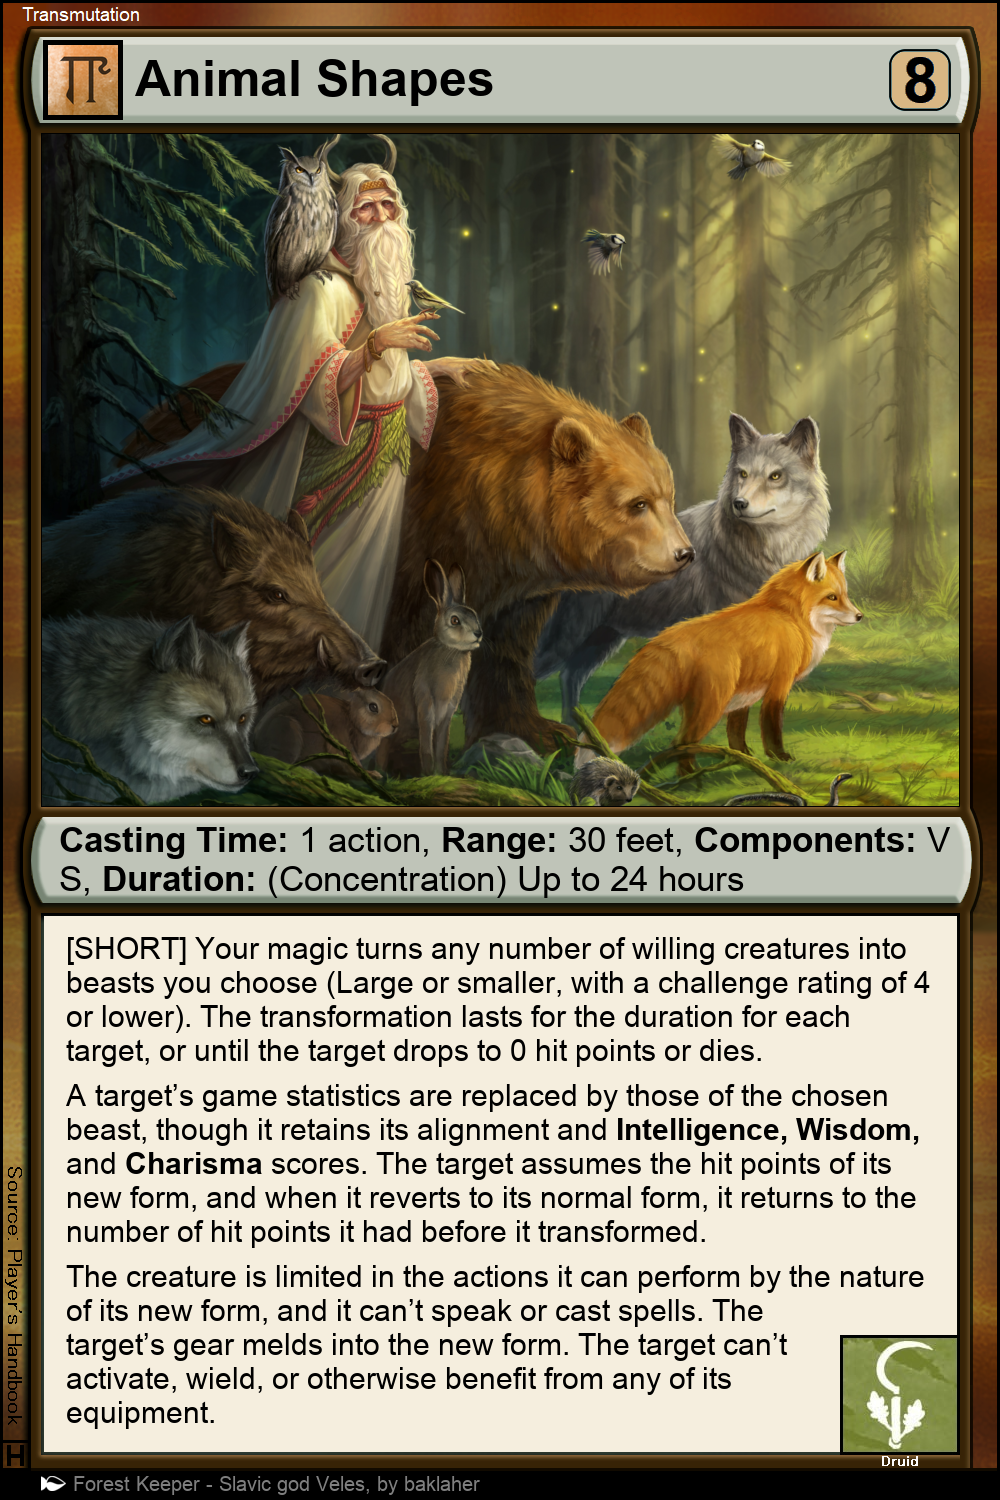 Transmutation
Animal Shapes
8
Casting Time: 1 action, Range: 30 feet, Components: V
S, Duration: (Concentration) Up to 24 hours
[SHORT] Your magic turns any number of willing creatures into
beasts you choose (Large or smaller, with a challenge rating of 4
or lower). The transformation lasts for the duration for each
target, or until the target drops to 0 hit points or dies.
A target’s game statistics are replaced by those of the chosen
beast, though it retains its alignment and Intelligence, Wisdom,
and Charisma scores. The target assumes the hit points of its
new form, and when it reverts to its normal form, it returns to the
number of hit points it had before it transformed.
The creature is limited in the actions it can perform by the nature
of its new form, and it can’t speak or cast spells. The
target’s gear melds into the new form. The target can’t
activate, wield, or otherwise benefit from any of its
equipment.
Source: Player's Handbook
H
Druid
Forest Keeper - Slavic god Veles, by baklaher